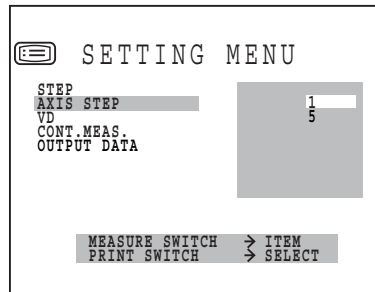 SETTING MENU
STEP
AXIS STEP 1
VD 5
CONT.MEAS.
OUTPUT DATA
MEASURE SWITCH → ITEM
PRINT SWITCH → SELECT